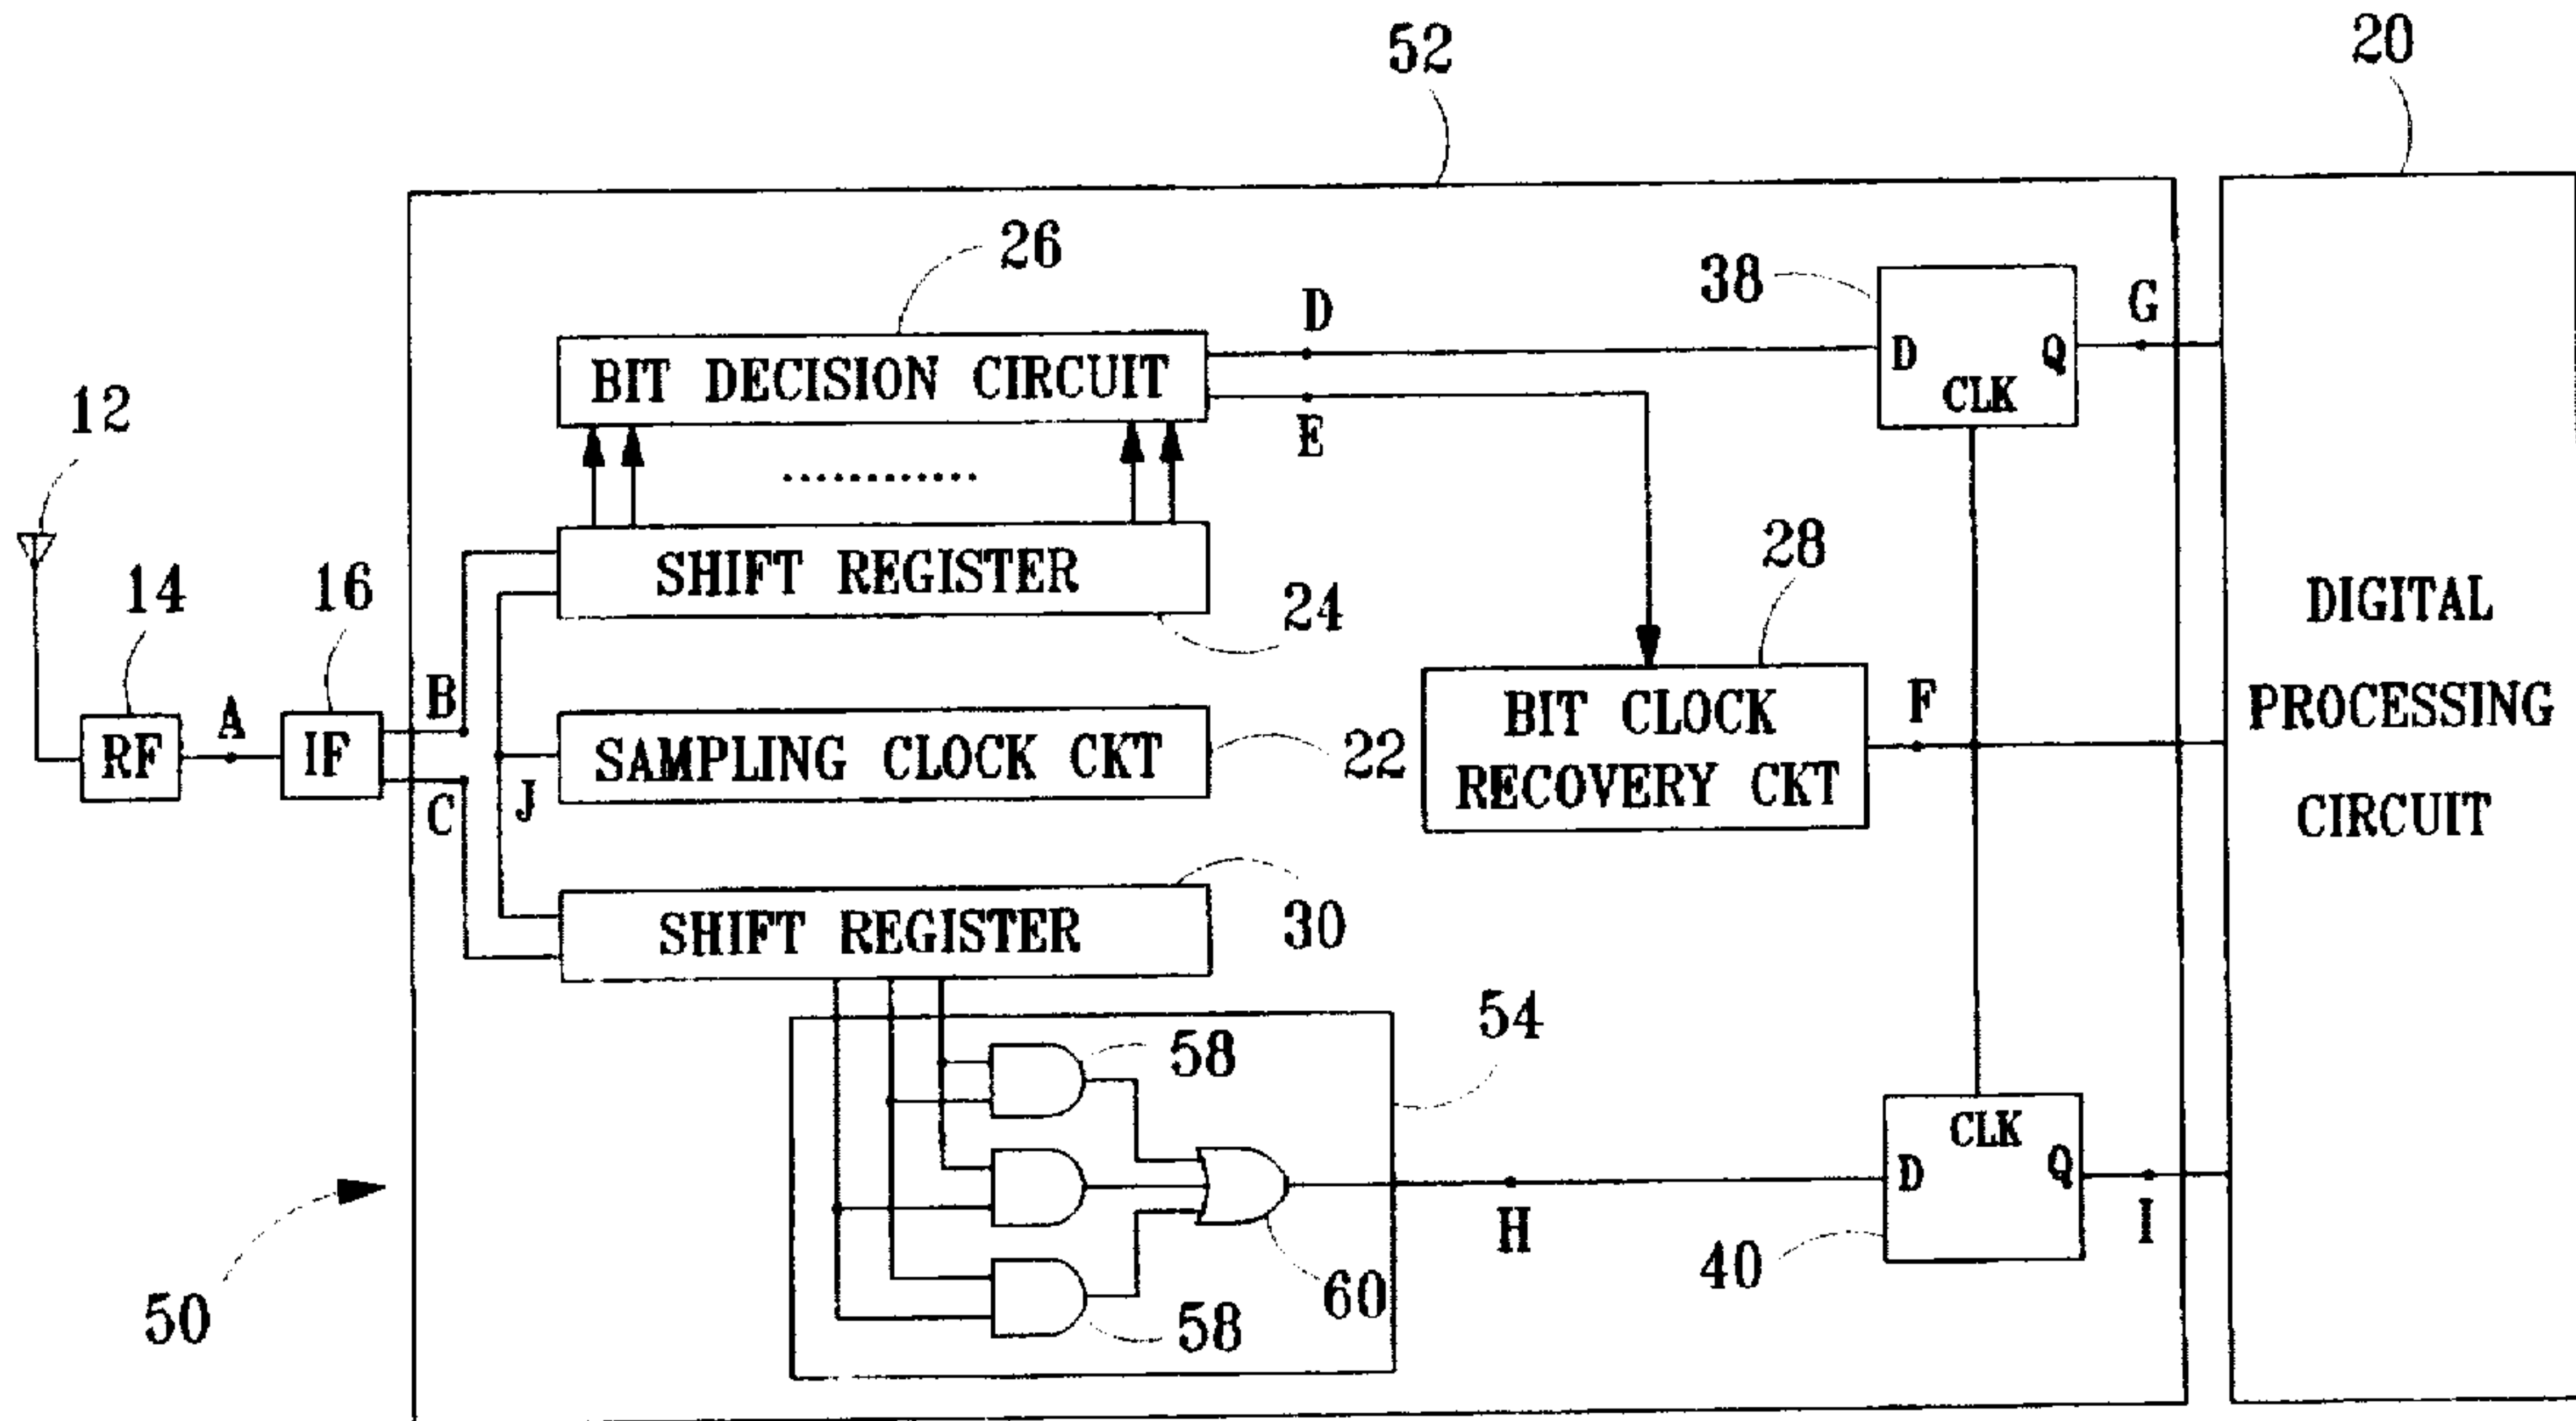 52
20
26
D
38
G
D
Q
CLK
BIT DECISION CIRCUIT
E
12
28
SHIFT REGISTER
24
14
16
DIGITAL
PROCESSING
CIRCUIT
B
A
RF
IF
SAMPLING CLOCK CKT
22
BIT CLOCK
RECOVERY CKT
F
C
J
SHIFT REGISTER
30
54
58
CLK
D
Q
H
I
60
40
50
58